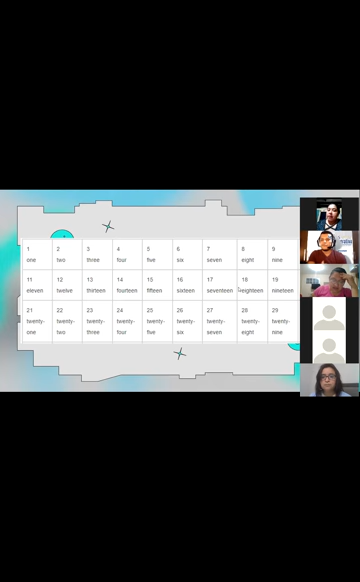 1 2 3 4 5 6 7 8 9
one two three four five six seven eight nine
11 12 13 14 15 16 17 18 19
eleven twelve thirteen fourteen fifteen sixteen seventeen eighteen nineteen
21 22 23 24 25 26 27 28 29
twenty- twenty- twenty- twenty- twenty- twenty- twenty- twenty- twenty-
one two three four five six seven eight nine